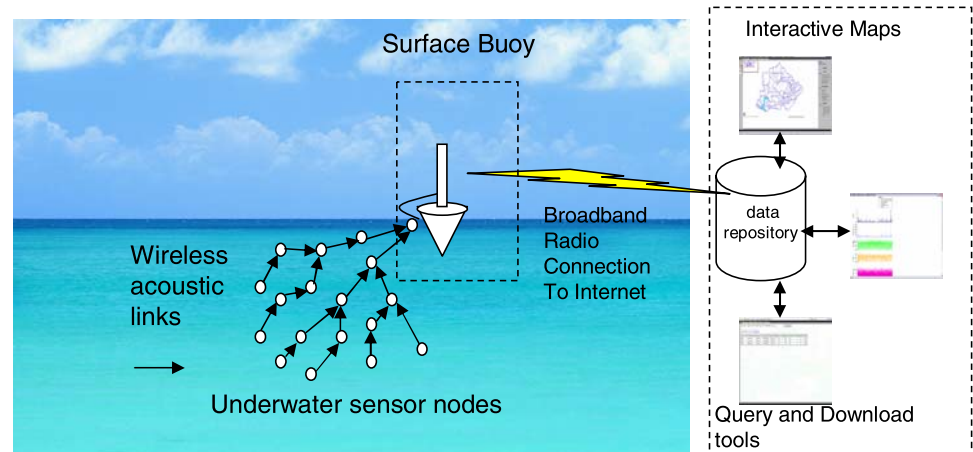 Surface Buoy
Interactive Maps
data
repository
Broadband
Radio
Connection
To Internet
Wireless
acoustic
links
Underwater sensor nodes
Query and Download
tools